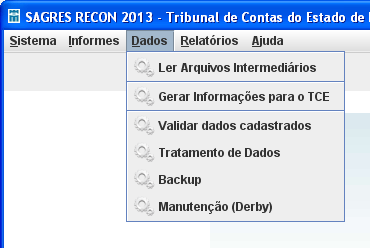 SAGRES RECON 2013 - Tribunal de Contas do Estado de
Sistema Informes Dados Relatórios Ajuda
Ler Arquivos Intermediários
Gerar Informações para o TCE
Validar dados cadastrados
Tratamento de Dados
Backup
Manutenção (Derby)